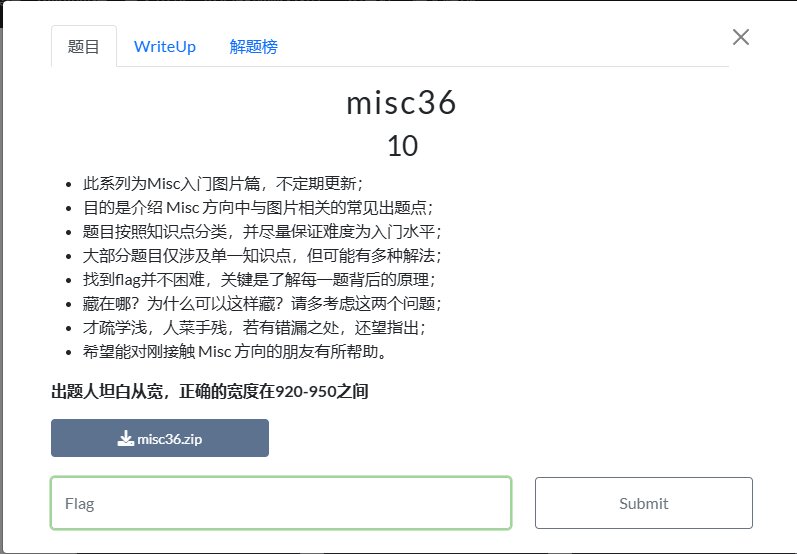 题目 WriteUp 解题榜
misc36
10
此系列为Misc入门图片篇，不定期更新；
目的是介绍 Misc 方向中与图片相关的常见出题点；
题目按照知识点分类，并尽量保证难度为入门水平；
大部分题目仅涉及单一知识点，但可能有多种解法；
找到flag并不困难，关键是了解每一题背后的原理；
藏在哪？为什么可以这样藏？请多考虑这两个问题；
才疏学浅，人菜手残，若有错漏之处，还望指出；
希望能对刚接触 Misc 方向的朋友有所帮助。
出题人坦白从宽，正确的宽度在920-950之间
misc36.zip
Flag Submit